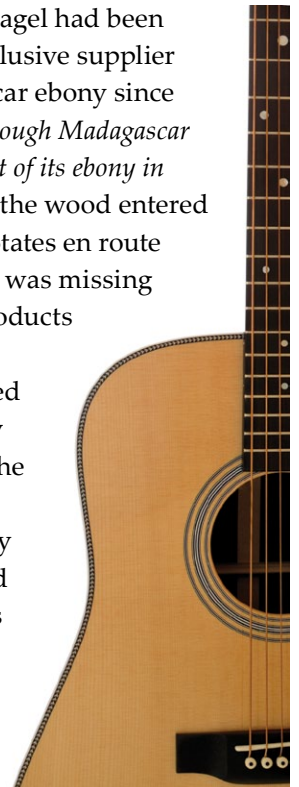 agel had been
lusive supplier
car ebony since
ough Madagascar
t of its ebony in
the wood entered
tates en route
was missing
oducts
ed
he
y
d
s